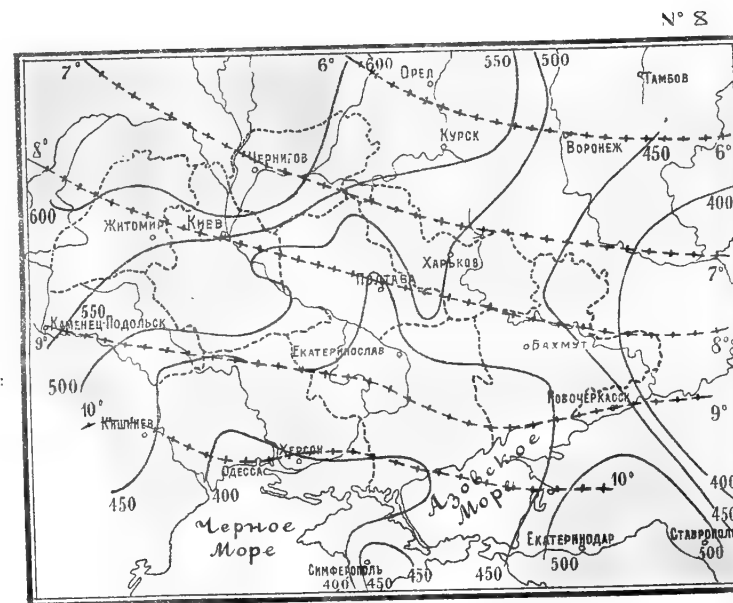 N° 8
7°
6°
600
ОРЕЛ
550
500
ТАМБОВ
КУРСК
ВОРОНЕЖ
450
6°
8°
ЧЕРНИГОВ
400
600
ЖИТОМИР
КИЕВ
ХАРЬКОВ
7°
ПОЛТАВА
550
КАМЕНЕЦ-ПОДОЛЬСК
9°
8°
500
ЕКАТЕРИНОСЛАВ
БАХМУТ
НОВОЧЕРКАССК
9°
10°
КИШИНЕВ
ХЕРСОН
ОДЕССА
450
400
АЗОВСКОЕ
МОРЕ
10°
400
450
ЧЕРНОЕ
МОРЕ
ЕКАТЕРИНОДАР
СТАВРОПОЛЬ
500
СИМФЕРОПОЛЬ
400
450
450
450
500
500